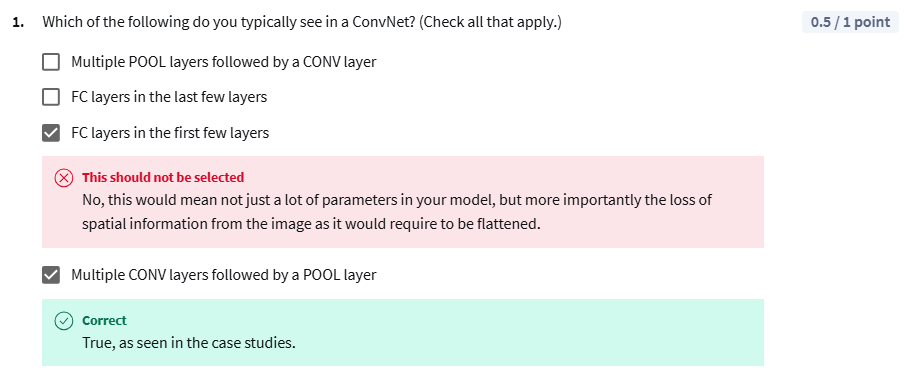 1. Which of the following do you typically see in a ConvNet? (Check all that apply.)
0.5 / 1 point
Multiple POOL layers followed by a CONV layer
FC layers in the last few layers
FC layers in the first few layers
This should not be selected
No, this would mean not just a lot of parameters in your model, but more importantly the loss of
spatial information from the image as it would require to be flattened.
Multiple CONV layers followed by a POOL layer
Correct
True, as seen in the case studies.